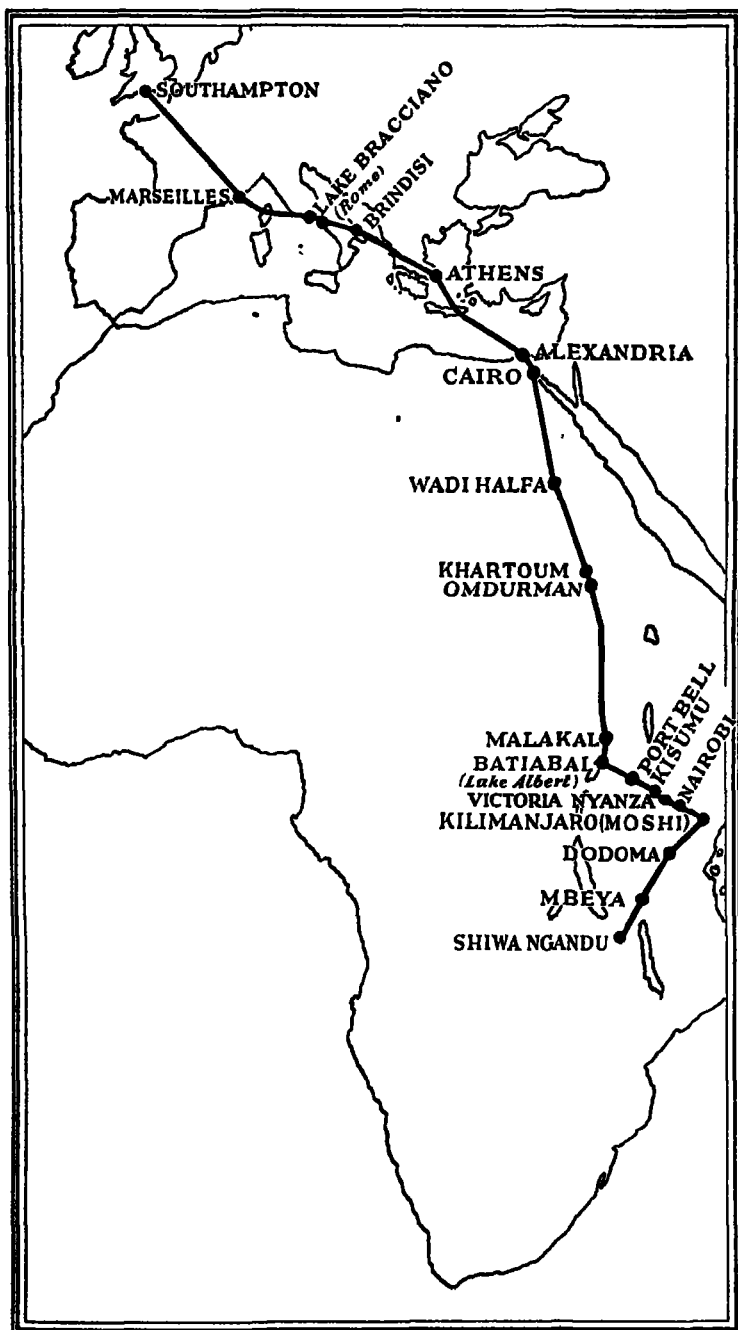 SOUTHAMPTON
MARSEILLES
LAKE BRACCIANO
(Rome)
BRINDISI
ATHENS
ALEXANDRIA
CAIRO
WADI HALFA
KHARTOUM
OMDURMAN
MALAKAL
BATIABAL
(Lake Albert)
PORT BELL
KISUMU
NAIROBI
VICTORIA NYANZA
KILIMANJARO (MOSHI)
DODOMA
MBEYA
SHIWA NGANDU